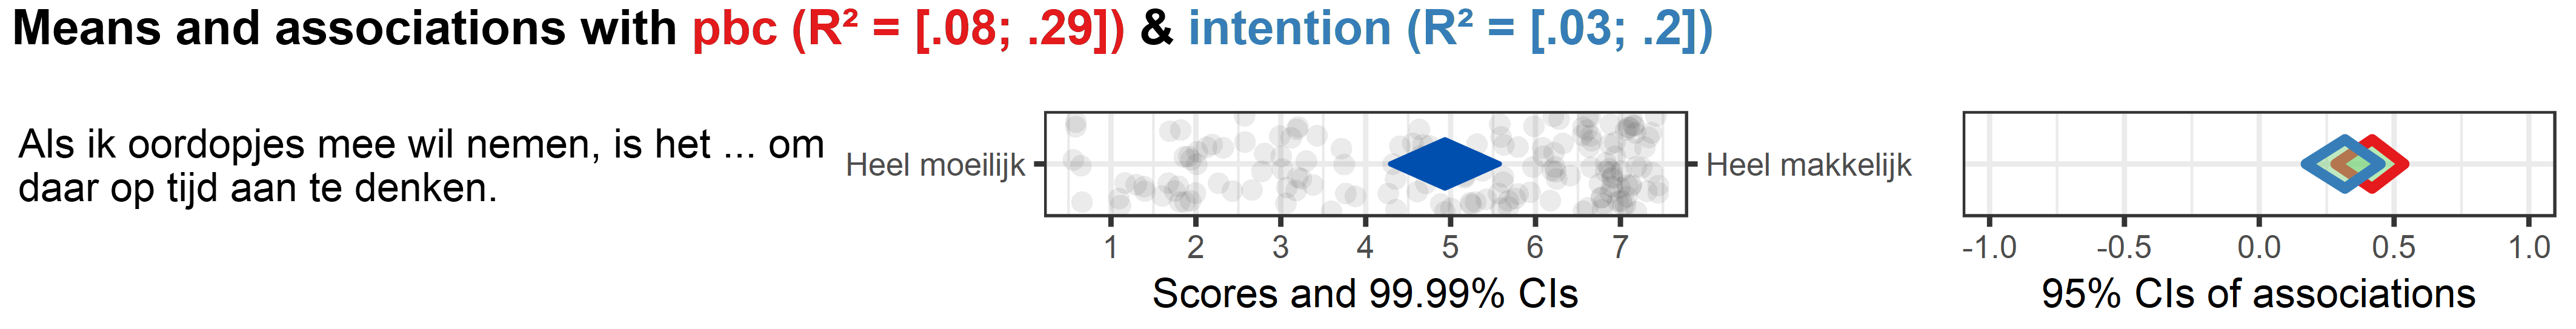 Means and associations with pbc (R² = [.08; .29]) & intention (R² = [.03; .2])
Als ik oordopjes mee wil nemen, is het ... om
daar op tijd aan te denken.
Heel moeilijk
Heel makkelijk
1 2 3 4 5 6 7
Scores and 99.99% CIs
-1.0 -0.5 0.0 0.5 1.0
95% CIs of associations